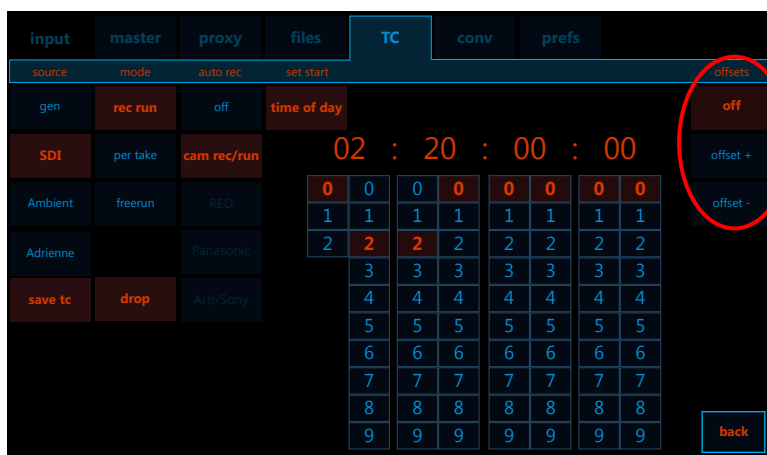 input master proxy files TC conv prefs
source mode auto rec set start offsets
gen rec run off time of day off
SDI per take cam rec/run 02 : 20 : 00 : 00 offset +
Ambient freerun RED 0 0 0 0 0 0 0 0 offset -
1 1 1 1 1 1 1 1
Adrienne Panasonic 2 2 2 2 2 2 2 2
3 3 3 3 3 3 3
save tc drop Arri/Sony 4 4 4 4 4 4 4
5 5 5 5 5 5 5
6 6 6 6 6 6 6
7 7 7 7 7 7 7
8 8 8 8 8 8 8
9 9 9 9 9 9 9 back